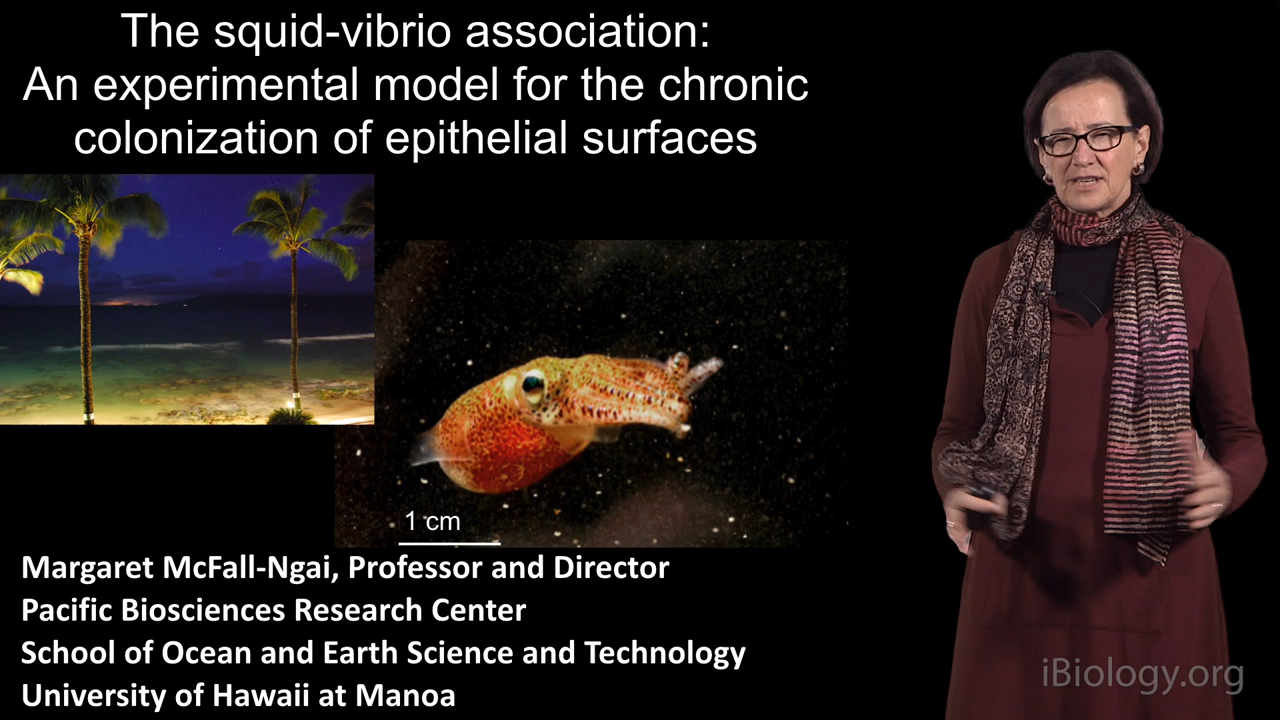 The squid-vibrio association:
An experimental model for the chronic
colonization of epithelial surfaces
1 cm
Margaret McFall-Ngai, Professor and Director
Pacific Biosciences Research Center
School of Ocean and Earth Science and Technology
University of Hawaii at Manoa
iBiology.org